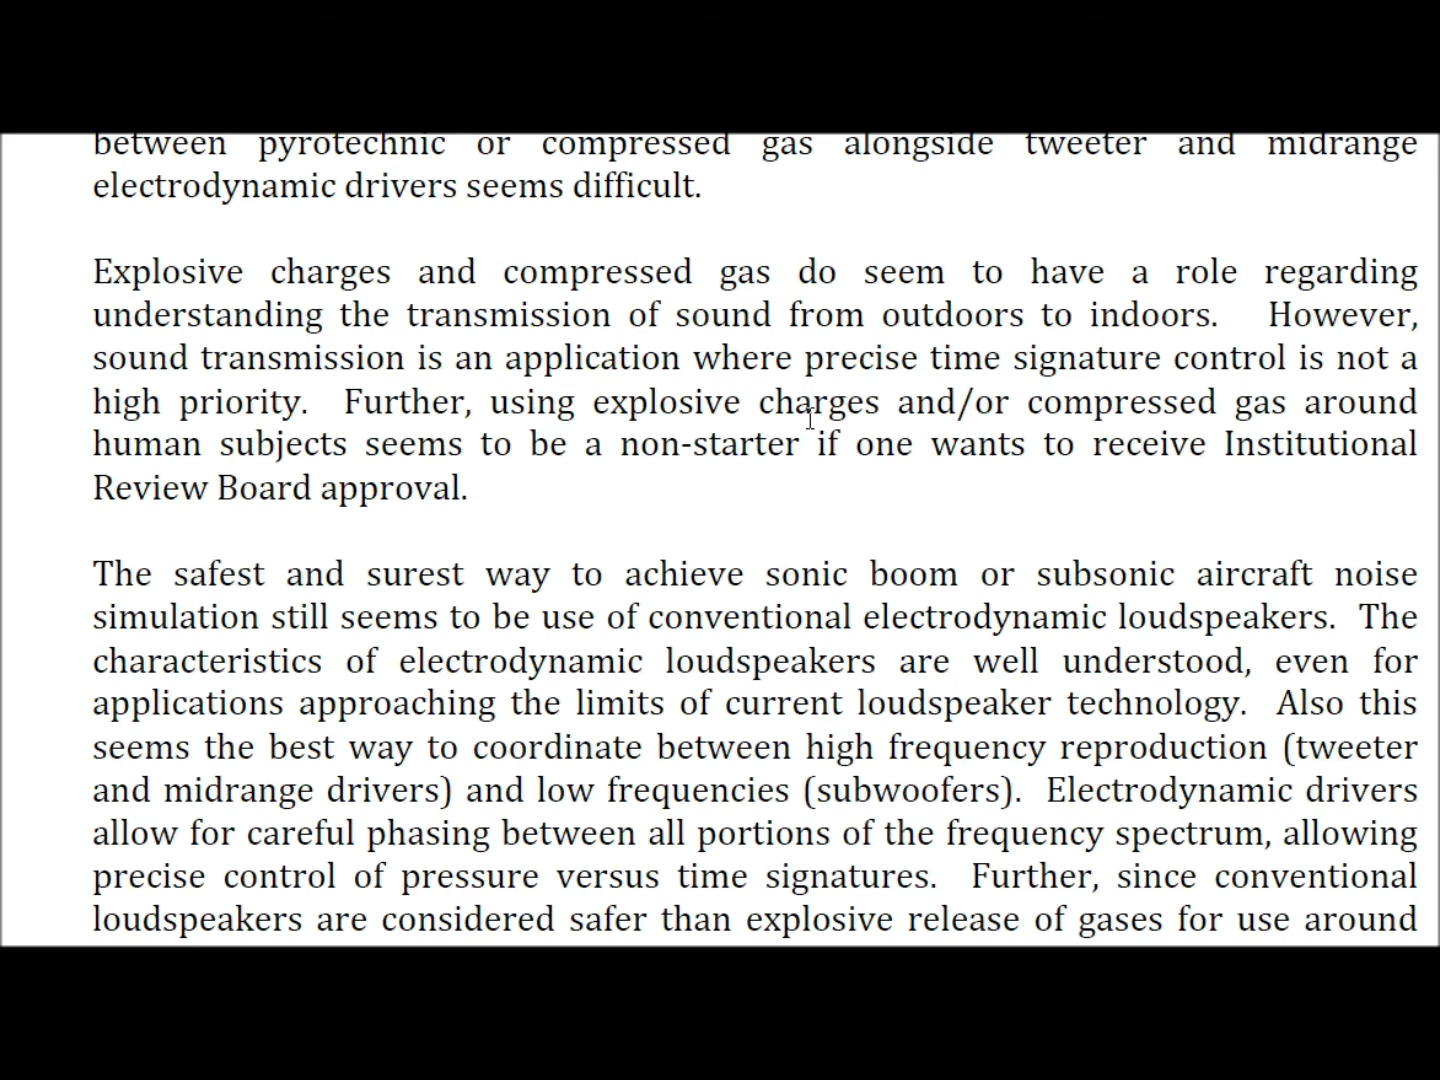 between pyrotechnic or compressed gas alongside tweeter and midrange
electrodynamic drivers seems difficult.
Explosive charges and compressed gas do seem to have a role regarding
understanding the transmission of sound from outdoors to indoors. However,
sound transmission is an application where precise time signature control is not a
high priority. Further, using explosive charges and/or compressed gas around
human subjects seems to be a non-starter if one wants to receive Institutional
Review Board approval.
The safest and surest way to achieve sonic boom or subsonic aircraft noise
simulation still seems to be use of conventional electrodynamic loudspeakers. The
characteristics of electrodynamic loudspeakers are well understood, even for
applications approaching the limits of current loudspeaker technology. Also this
seems the best way to coordinate between high frequency reproduction (tweeter
and midrange drivers) and low frequencies (subwoofers). Electrodynamic drivers
allow for careful phasing between all portions of the frequency spectrum, allowing
precise control of pressure versus time signatures. Further, since conventional
loudspeakers are considered safer than explosive release of gases for use around